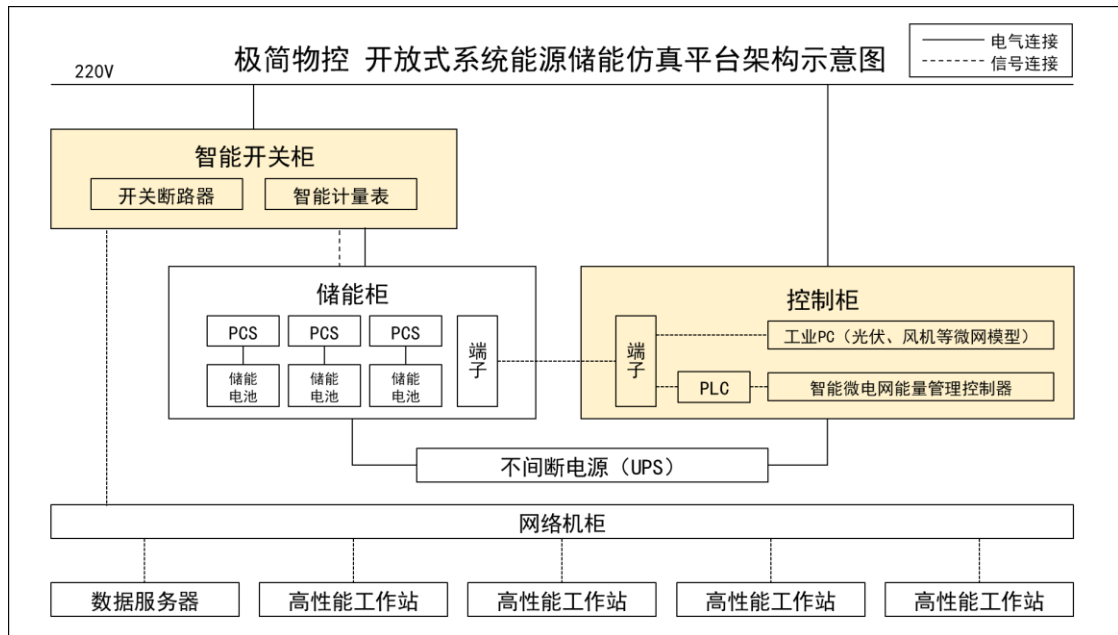 极简物控 开放式系统能源储能仿真平台架构示意图
电气连接
信号连接
220V
智能开关柜
开关断路器
智能计量表
储能柜
PCS
PCS
PCS
储能
电池
储能
电池
储能
电池
端子
控制柜
端子
工业PC（光伏、风机等微网模型）
PLC
智能微电网能量管理控制器
不间断电源（UPS）
网络机柜
数据服务器
高性能工作站
高性能工作站
高性能工作站
高性能工作站